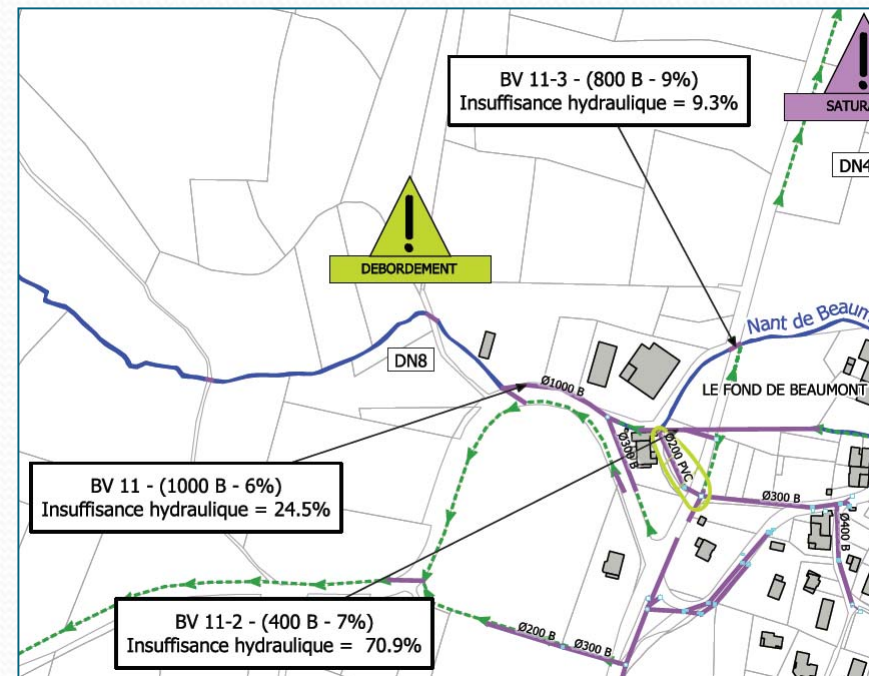 BV 11-3 - (800 B - 9%)
Insuffisance hydraulique = 9.3%
SATURA
DN4
DEBORDEMENT
Nant de Beaum
DN8
LE FOND DE BEAUMONT
Ø1000 B
Ø300 B
Ø200 PVC
BV 11 - (1000 B - 6%)
Insuffisance hydraulique = 24.5%
Ø300 B
Ø400 B
BV 11-2 - (400 B - 7%)
Insuffisance hydraulique = 70.9%
Ø200 B
Ø300 B